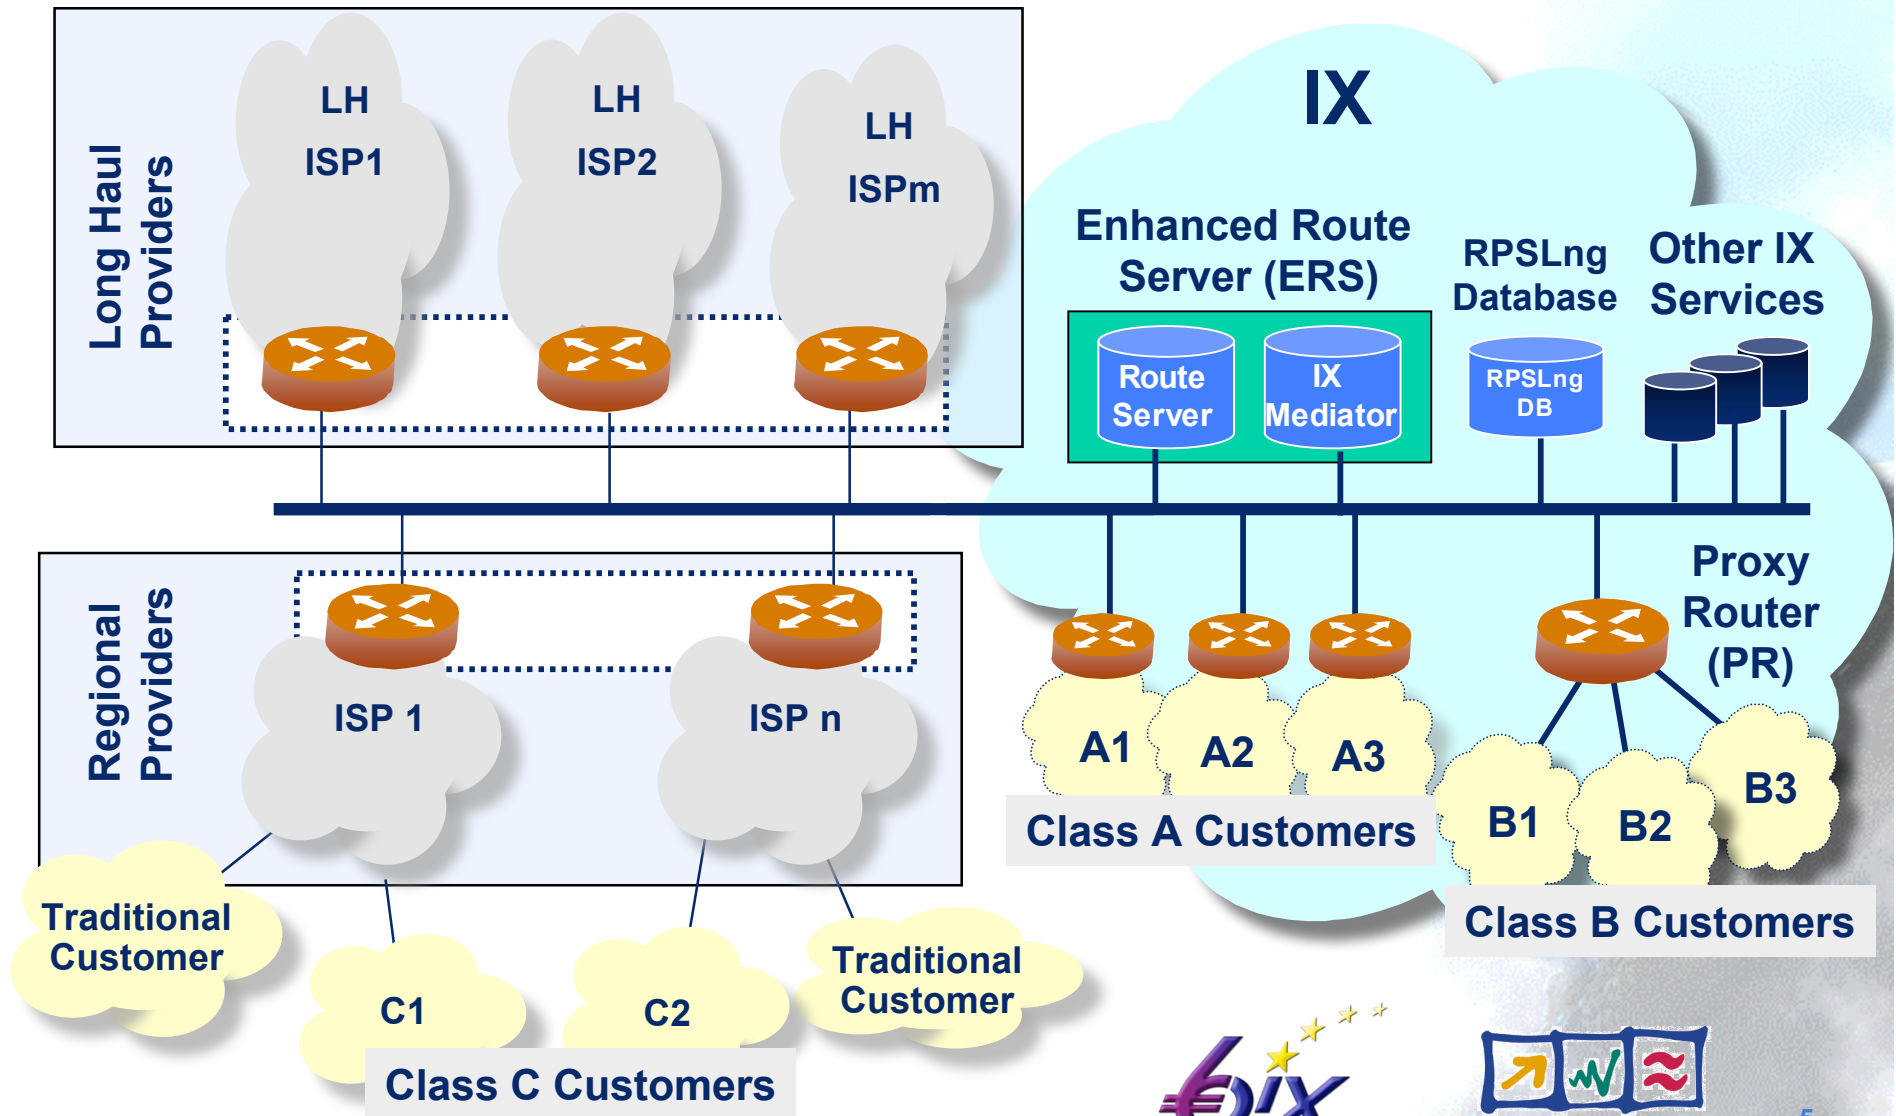 Long Haul
Providers
LH
ISP1
LH
ISP2
LH
ISPm
IX
Enhanced Route
Server (ERS)
RPSLng
Database
Other IX
Services
Route
Server
IX
Mediator
RPSLng
DB
Regional
Providers
ISP 1
ISP n
Proxy
Router
(PR)
A1
A2
A3
Class A Customers
B1
B2
B3
Class B Customers
Traditional
Customer
C1
C2
Traditional
Customer
Class C Customers
6IX
5